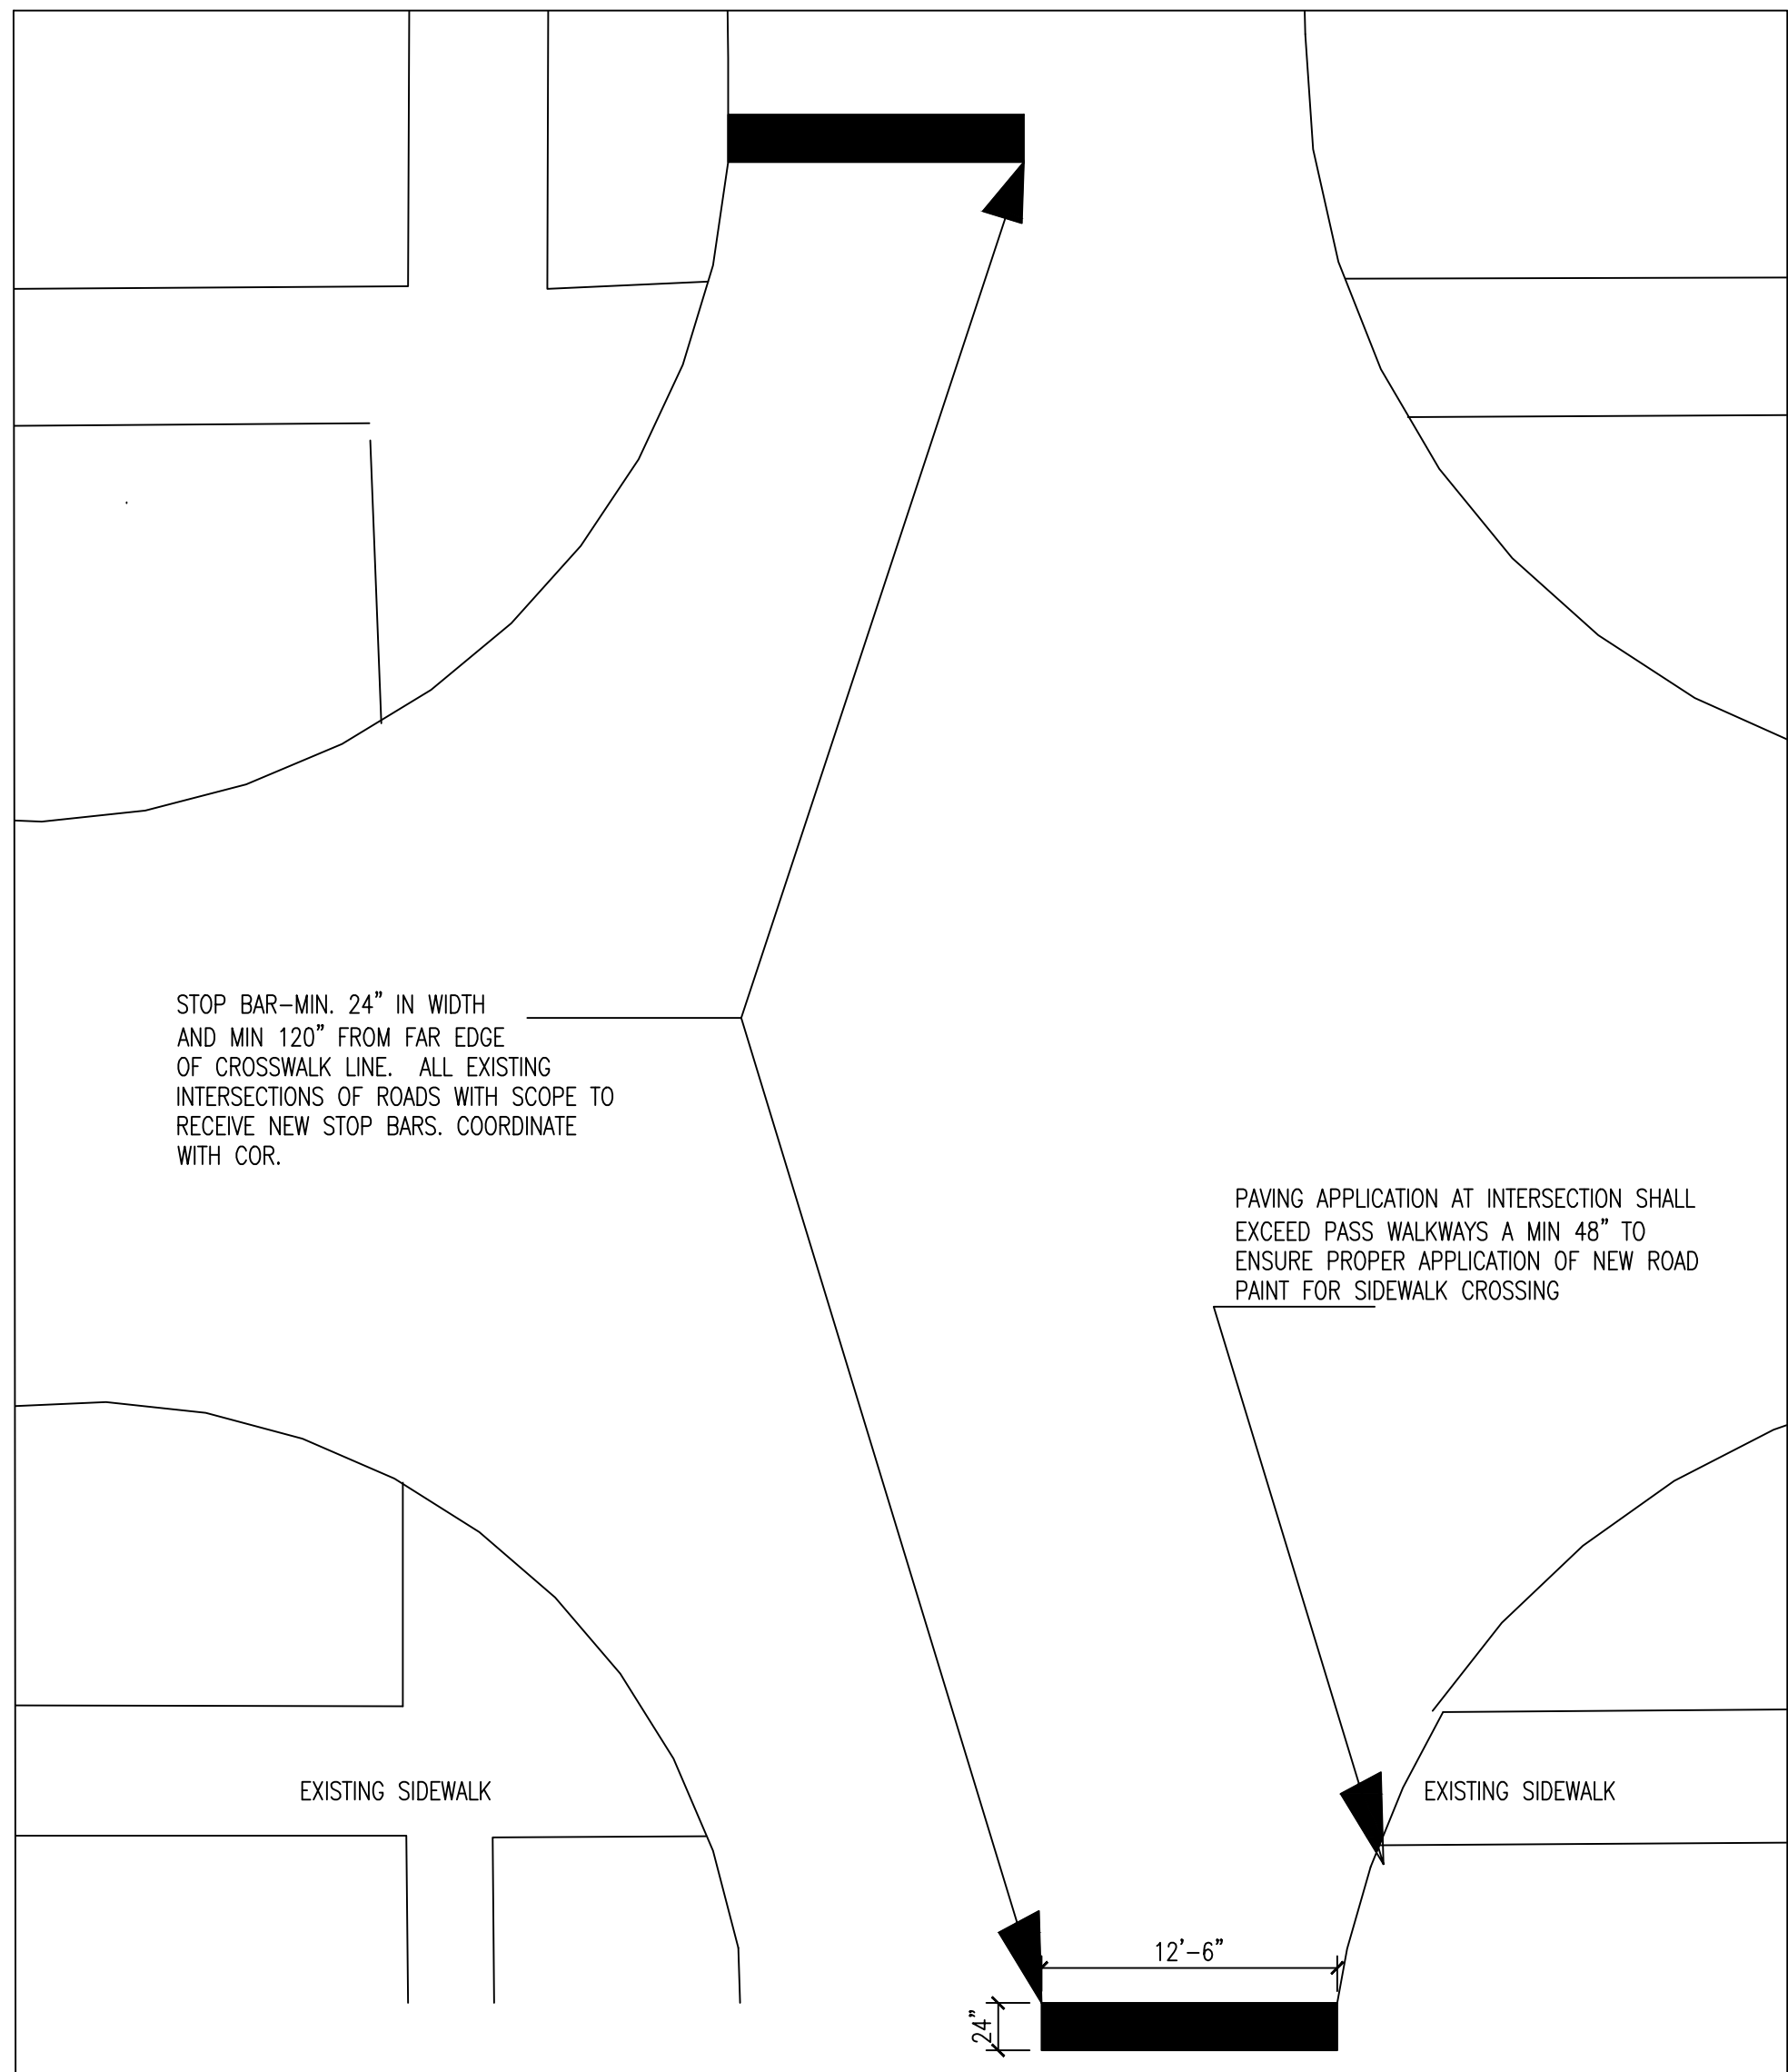 STOP BAR-MIN. 24" IN WIDTH
AND MIN 120" FROM FAR EDGE
OF CROSSWALK LINE. ALL EXISTING
INTERSECTIONS OF ROADS WITH SCOPE TO
RECEIVE NEW STOP BARS. COORDINATE
WITH COR.
PAVING APPLICATION AT INTERSECTION SHALL
EXCEED PASS WALKWAYS A MIN 48" TO
ENSURE PROPER APPLICATION OF NEW ROAD
PAINT FOR SIDEWALK CROSSING
EXISTING SIDEWALK
EXISTING SIDEWALK
12'-6"
24"